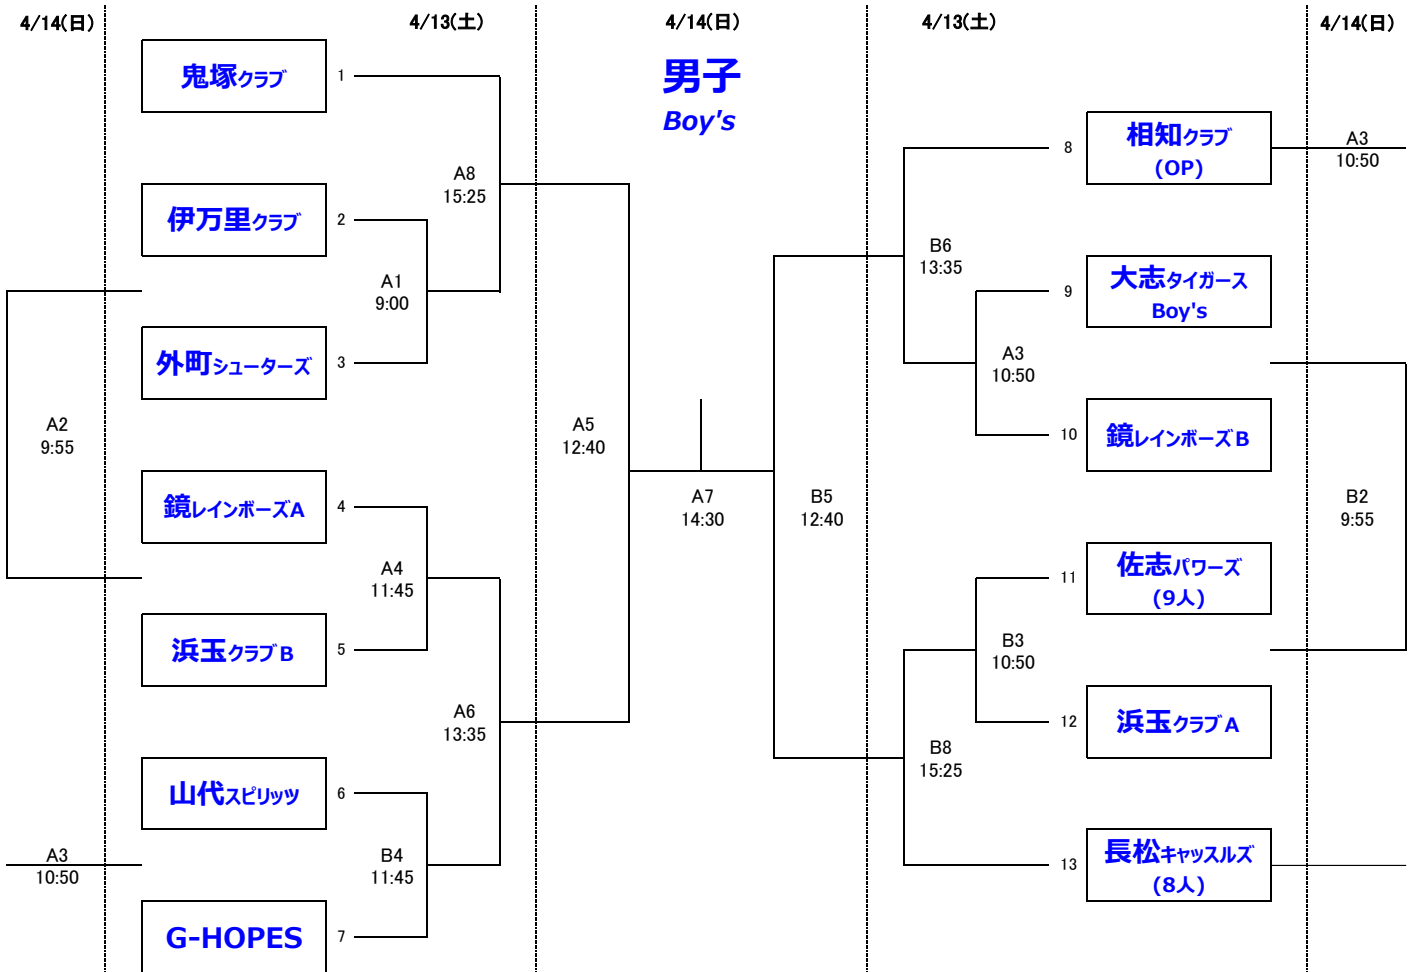 4/14(日)
4/13(土)
4/14(日)
4/13(土)
4/14(日)
男子
Boy's
鬼塚クラブ
1
伊万里クラブ
2
外町シューターズ
3
鏡レインボーズA
4
浜玉クラブB
5
山代スピリッツ
6
G-HOPES
7
A2
9:55
A3
10:50
A8
15:25
A1
9:00
A4
11:45
A6
13:35
B4
11:45
A5
12:40
A7
14:30
B5
12:40
B6
13:35
A3
10:50
B3
10:50
B8
15:25
8
相知クラブ
(OP)
9
大志タイガース
Boy's
10
鏡レインボーズB
11
佐志パワーズ
(9人)
12
浜玉クラブA
13
長松キャッスルズ
(8人)
A3
10:50
B2
9:55